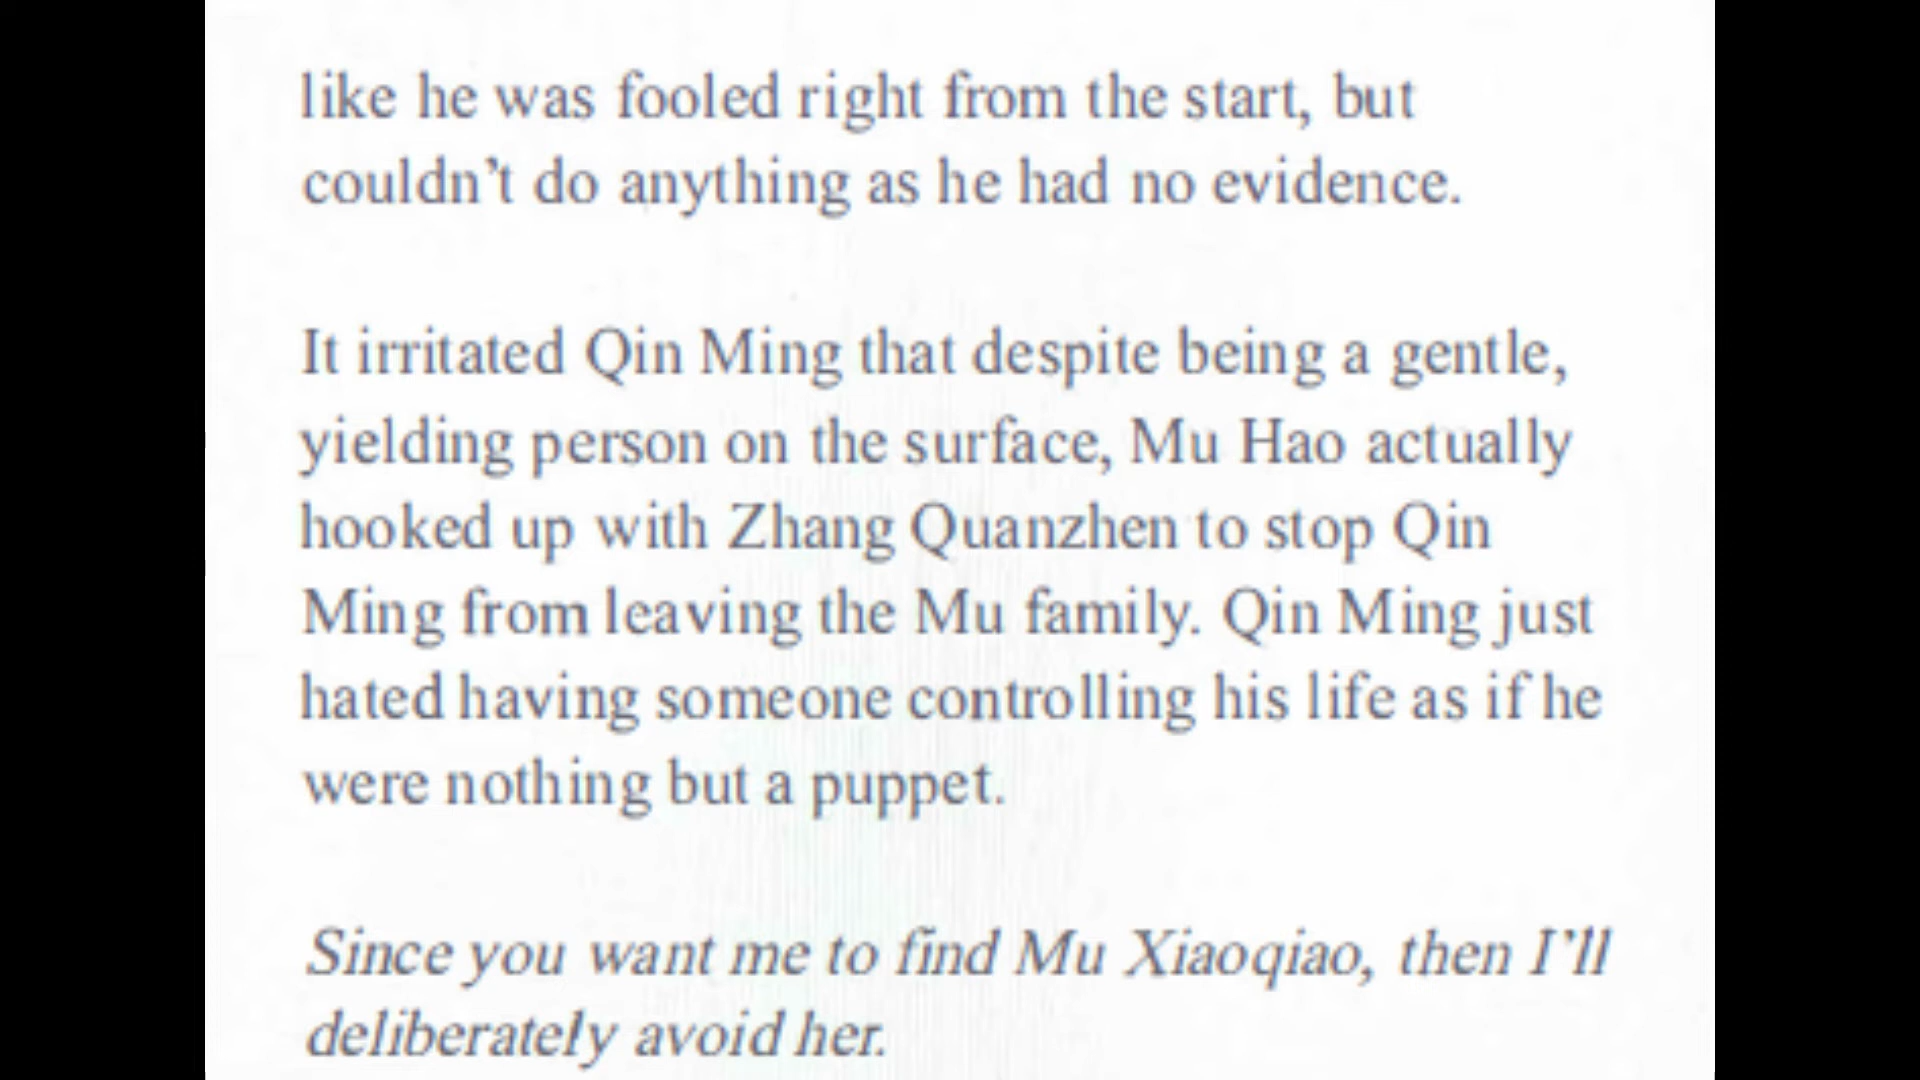 like he was fooled right from the start, but
couldn’t do anything as he had no evidence.
It irritated Qin Ming that despite being a gentle,
yielding person on the surface, Mu Hao actually
hooked up with Zhang Quanzhen to stop Qin
Ming from leaving the Mu family. Qin Ming just
hated having someone controlling his life as if he
were nothing but a puppet.
Since you want me to find Mu Xiaoqiao, then I’ll
deliberately avoid her.